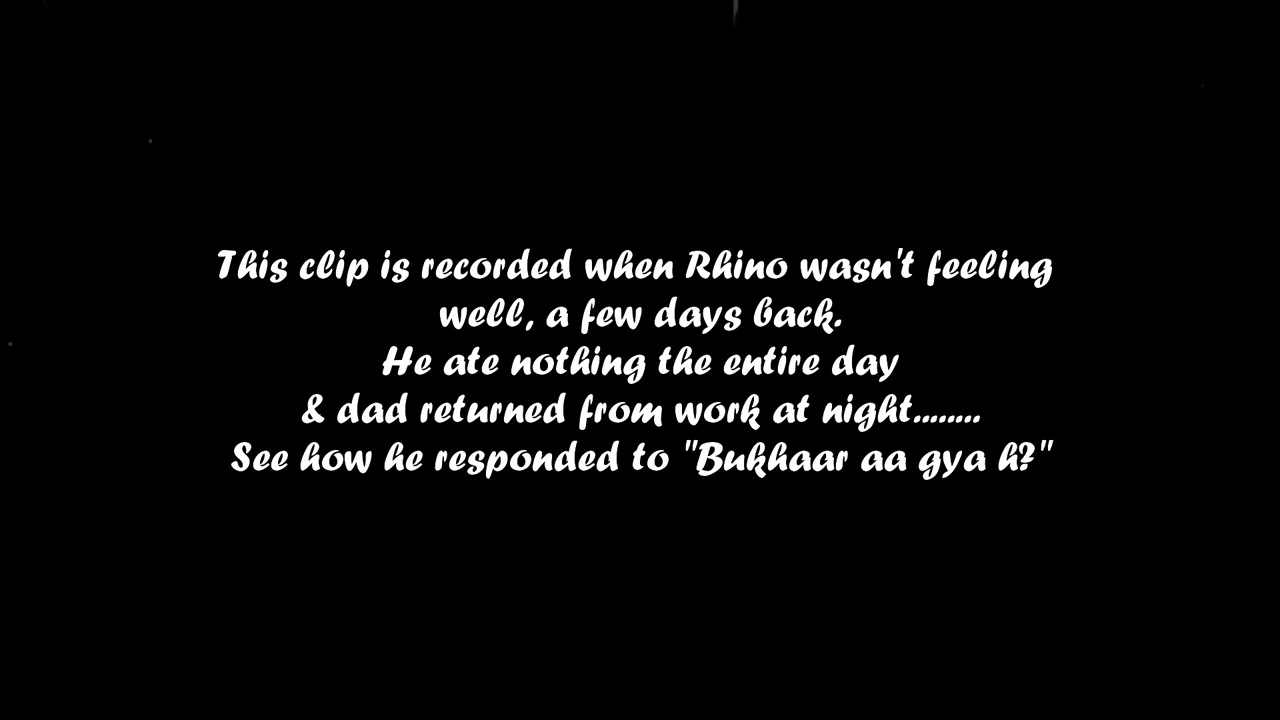 This clip is recorded when Rhino wasn't feeling
well, a few days back.
He ate nothing the entire day
& dad returned from work at night........
See how he responded to "Bukhaar aa gya h?"